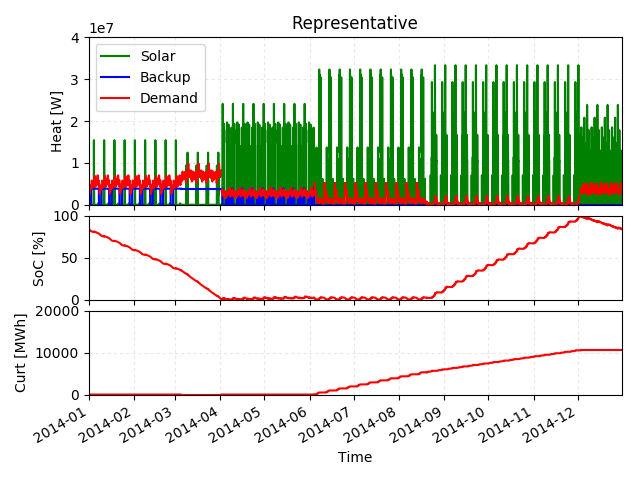 Representative
1e7
Heat [W]
4
3
2
1
0
Solar
Backup
Demand
SoC [%]
100
50
0
Curt [MWh]
20000
10000
0
2014-01
2014-02
2014-03
2014-04
2014-05
2014-06
2014-07
2014-08
2014-09
2014-10
2014-11
2014-12
Time